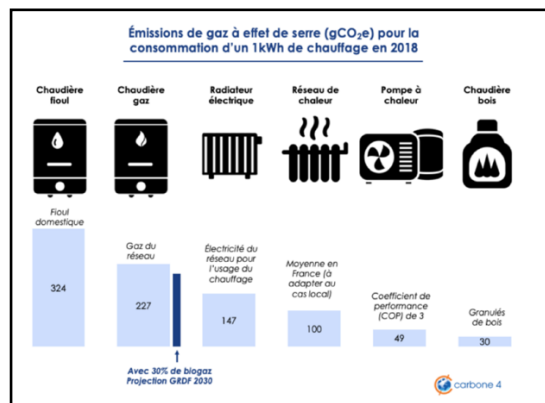 Émissions de gaz à effet de serre (gCO₂e) pour la
consommation d'un 1kWh de chauffage en 2018
Chaudière
fioul
Chaudière
gaz
Radiateur
électrique
Réseau de
chaleur
Pompe à
chaleur
Chaudière
bois
Fioul
domestique
324
Gaz du
réseau
227
Électricité du
réseau pour
l'usage du
chauffage
147
Moyenne en
France (à
adapter au
cas local)
100
Coefficient de
performance
(COP) de 3
49
Granulés
de bois
30
Avec 30% de biogaz
Projection GRDF 2030
carbone 4